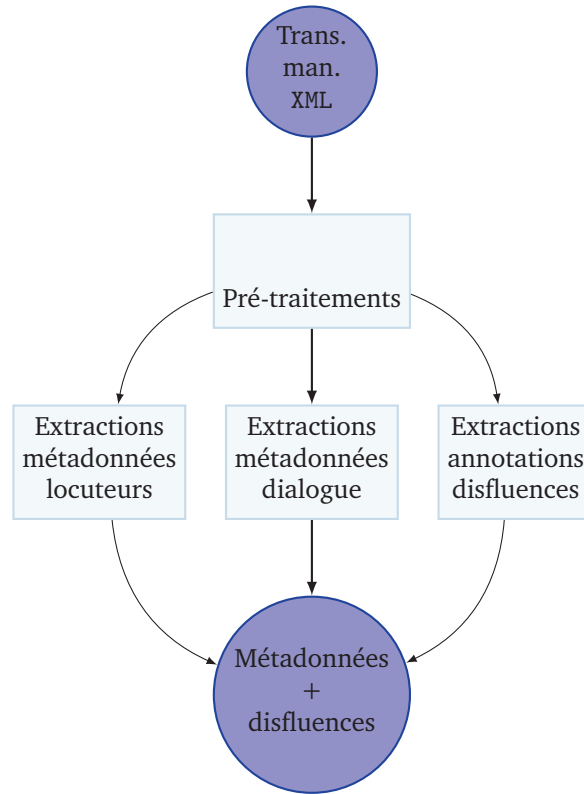 Trans.
man.
XML
Pré-traitements
Extractions
métadonnées
locuteurs
Extractions
métadonnées
dialogue
Extractions
annotations
disfluences
Métadonnées
+
disfluences